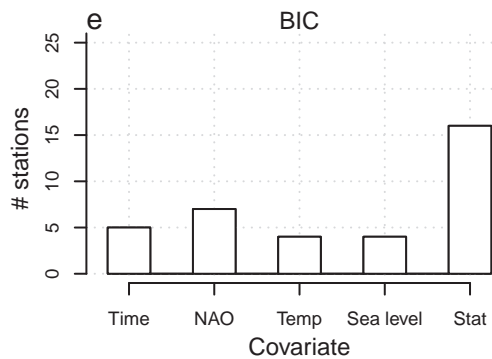 e
BIC
25
20
15
10
5
0
# stations
Time NAO Temp Sea level Stat
Covariate